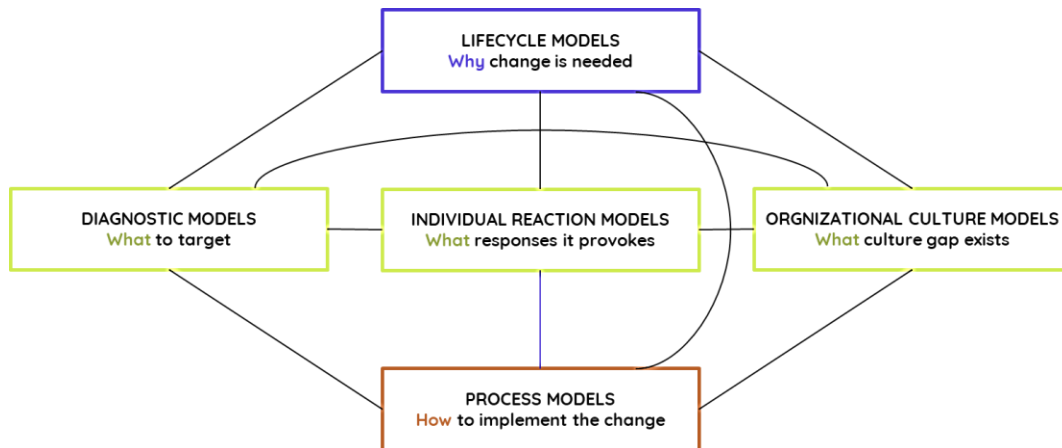 LIFECYCLE MODELS
Why change is needed
DIAGNOSTIC MODELS
What to target
INDIVIDUAL REACTION MODELS
What responses it provokes
ORGNIZATIONAL CULTURE MODELS
What culture gap exists
PROCESS MODELS
How to implement the change